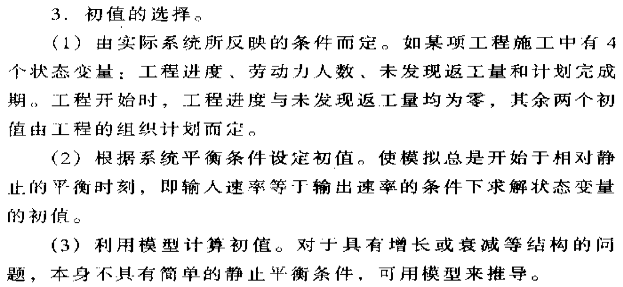 3. 初值的选择。
(1) 由实际系统所反映的条件而定。如某项工程施工中有 4
个状态变量：工程进度、劳动力人数、未发现返工量和计划完成
期。工程开始时，工程进度与未发现返工量均为零，其余两个初
值由工程的组织计划而定。
(2) 根据系统平衡条件设定初值。使模拟总是开始于相对静
止的平衡时刻，即输人速率等于输出速率的条件下求解状态变量
的初值。
(3) 利用模型计算初值。对于具有增长或衰减等结构的问
题，本身不具有简单的静止平衡条件，可用模型来推导。